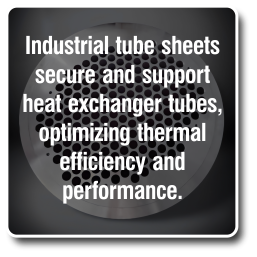 Industrial tube sheets
secure and support
heat exchanger tubes,
optimizing thermal
efficiency and
performance.